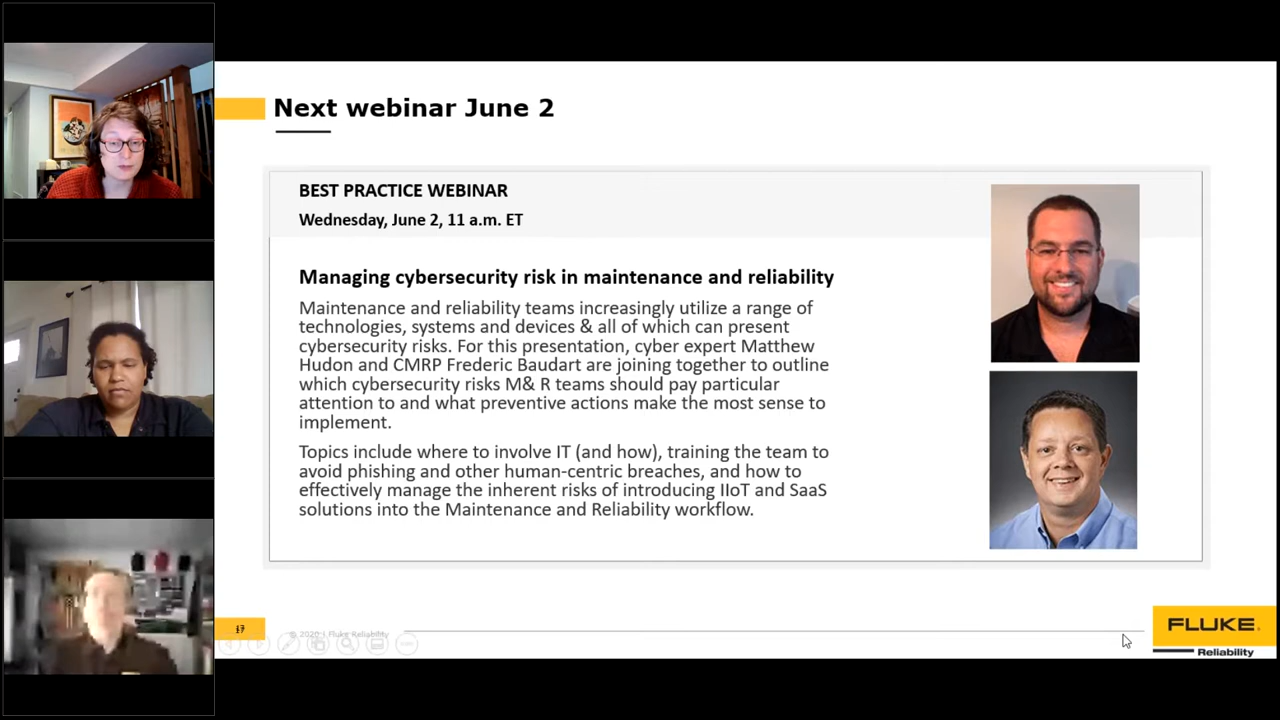 Next webinar June 2
BEST PRACTICE WEBINAR
Wednesday, June 2, 11 a.m. ET
Managing cybersecurity risk in maintenance and reliability
Maintenance and reliability teams increasingly utilize a range of
technologies, systems and devices & all of which can present
cybersecurity risks. For this presentation, cyber expert Matthew
Hudon and CMRP Frederic Baudart are joining together to outline
which cybersecurity risks M& R teams should pay particular
attention to and what preventive actions make the most sense to
implement.
Topics include where to involve IT (and how), training the team to
avoid phishing and other human-centric breaches, and how to
effectively manage the inherent risks of introducing IIoT and SaaS
solutions into the Maintenance and Reliability workflow.
© 2020 | Fluke Reliability
FLUKE®
Reliability